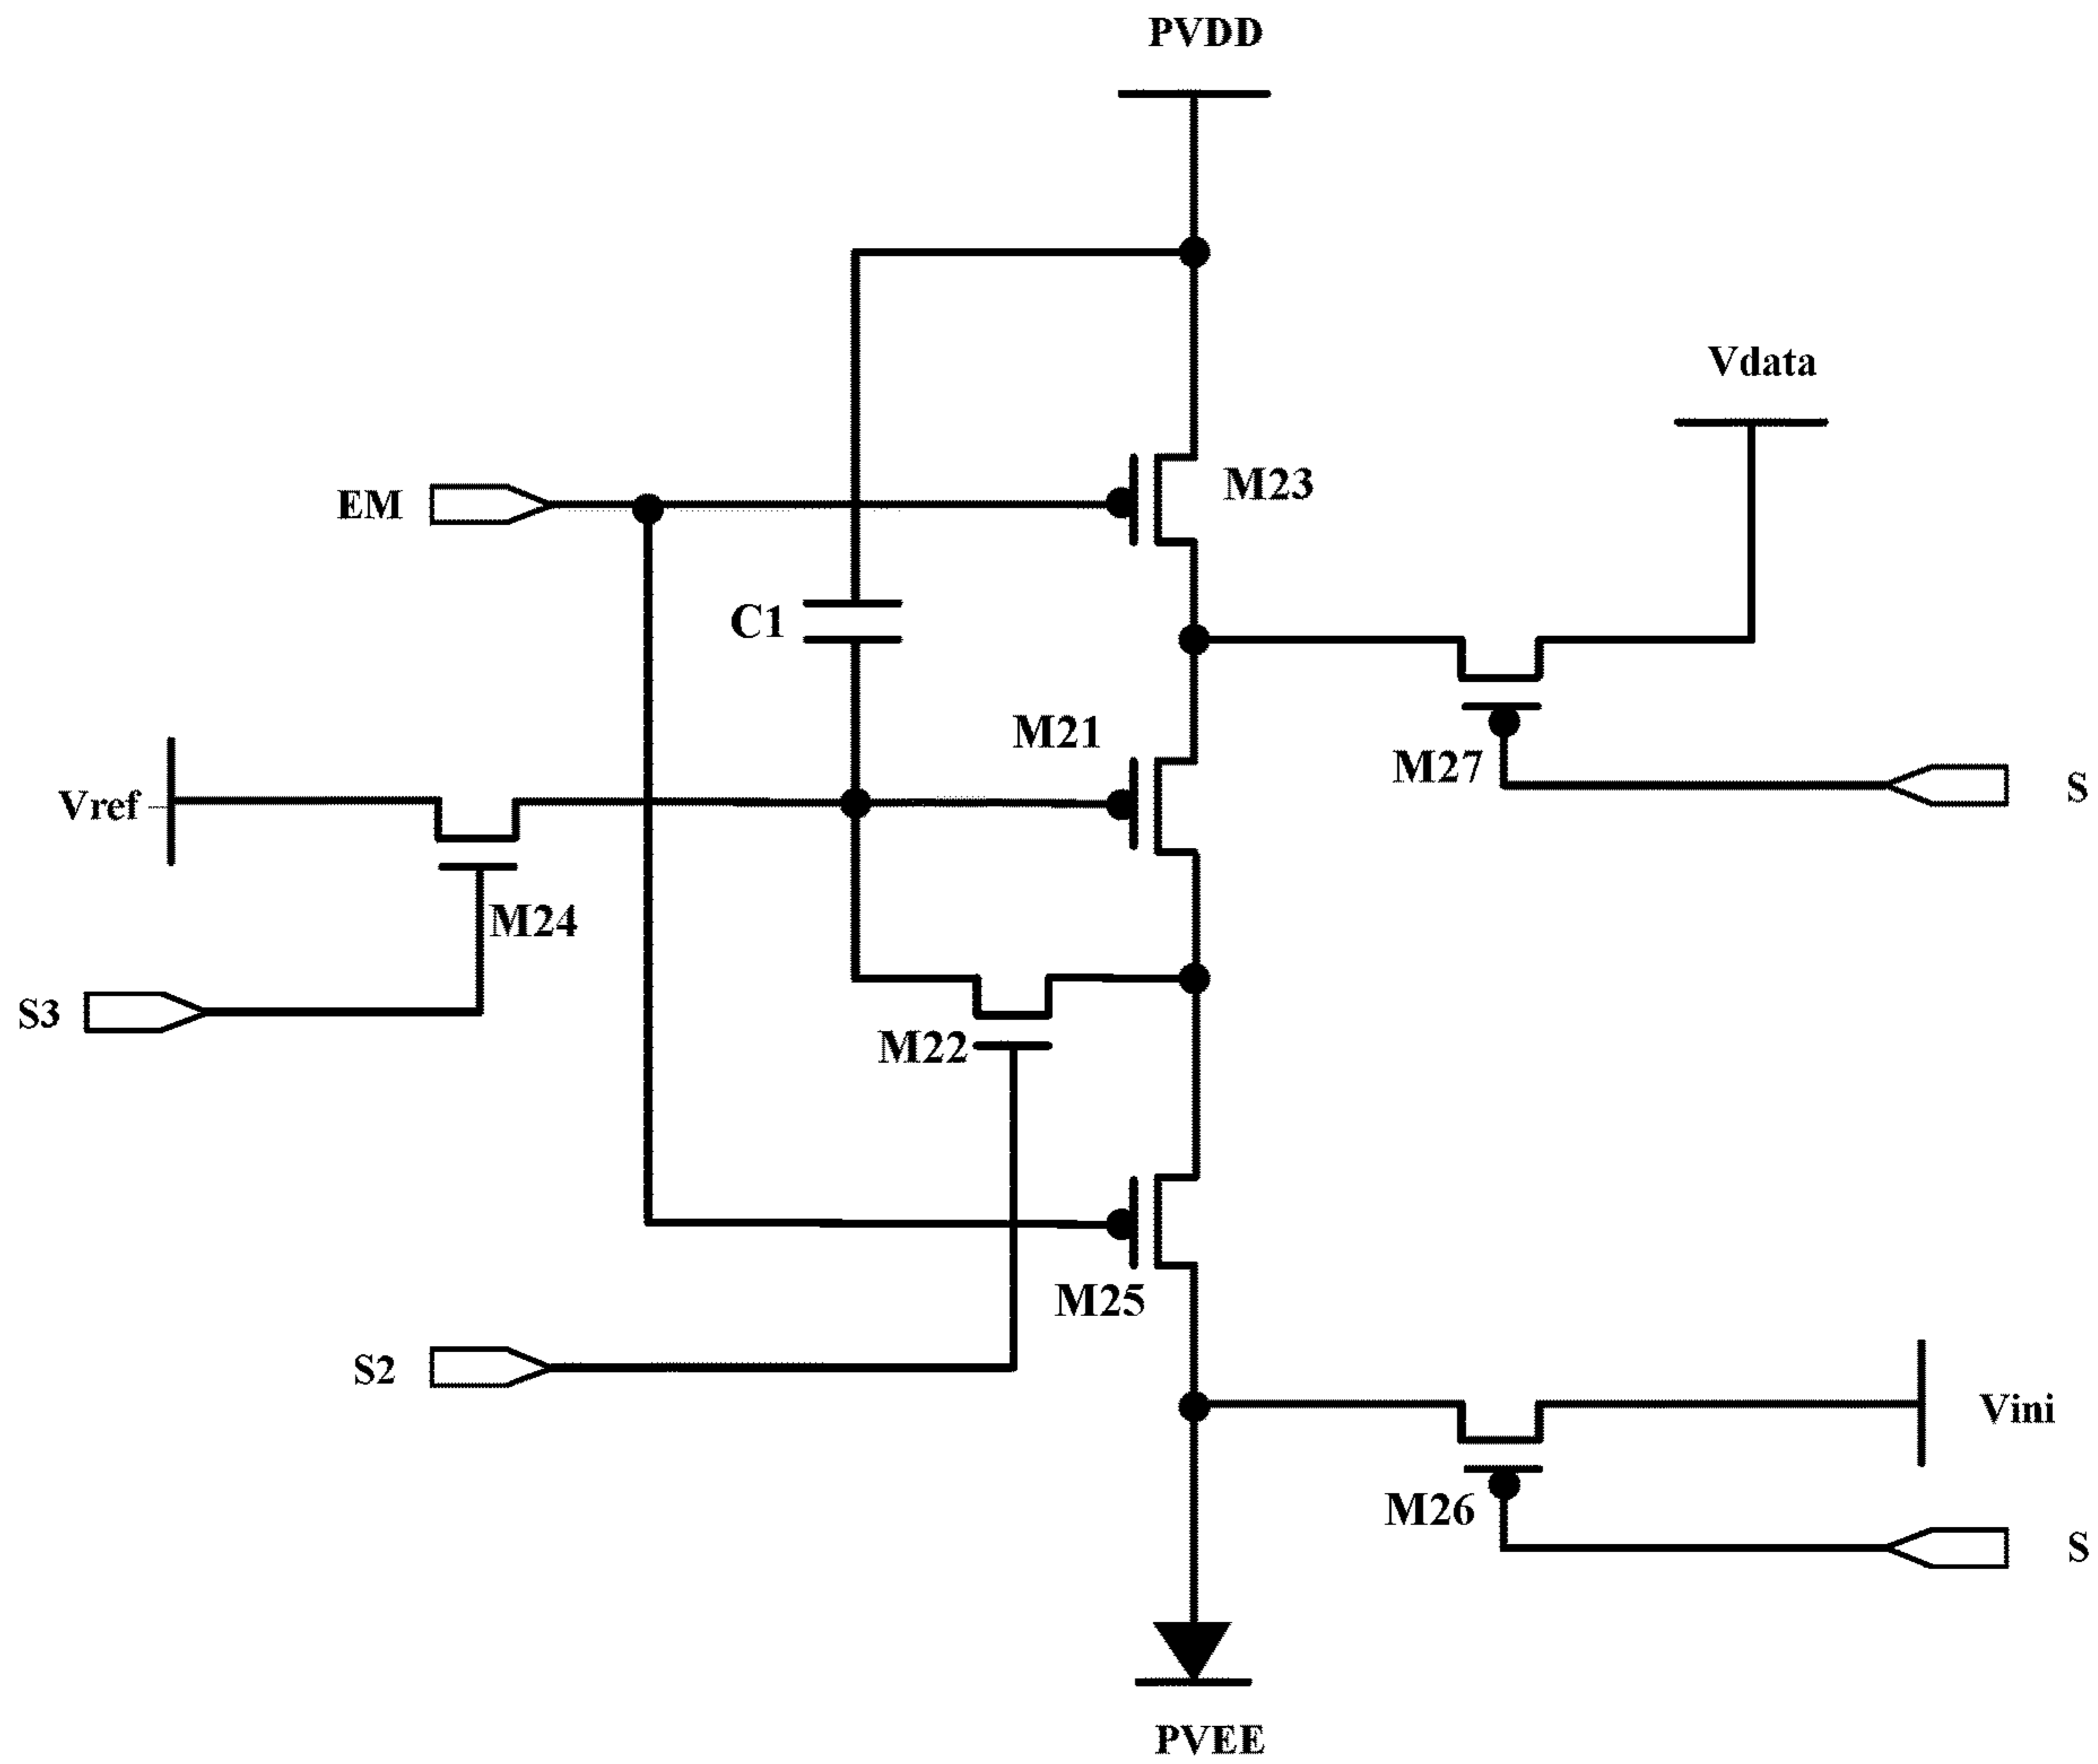 PVDD
Vdata
M23
EM
C1
M21
M27
Vref
S
M24
S3
M22
M25
S2
Vini
M26
S
PVEE